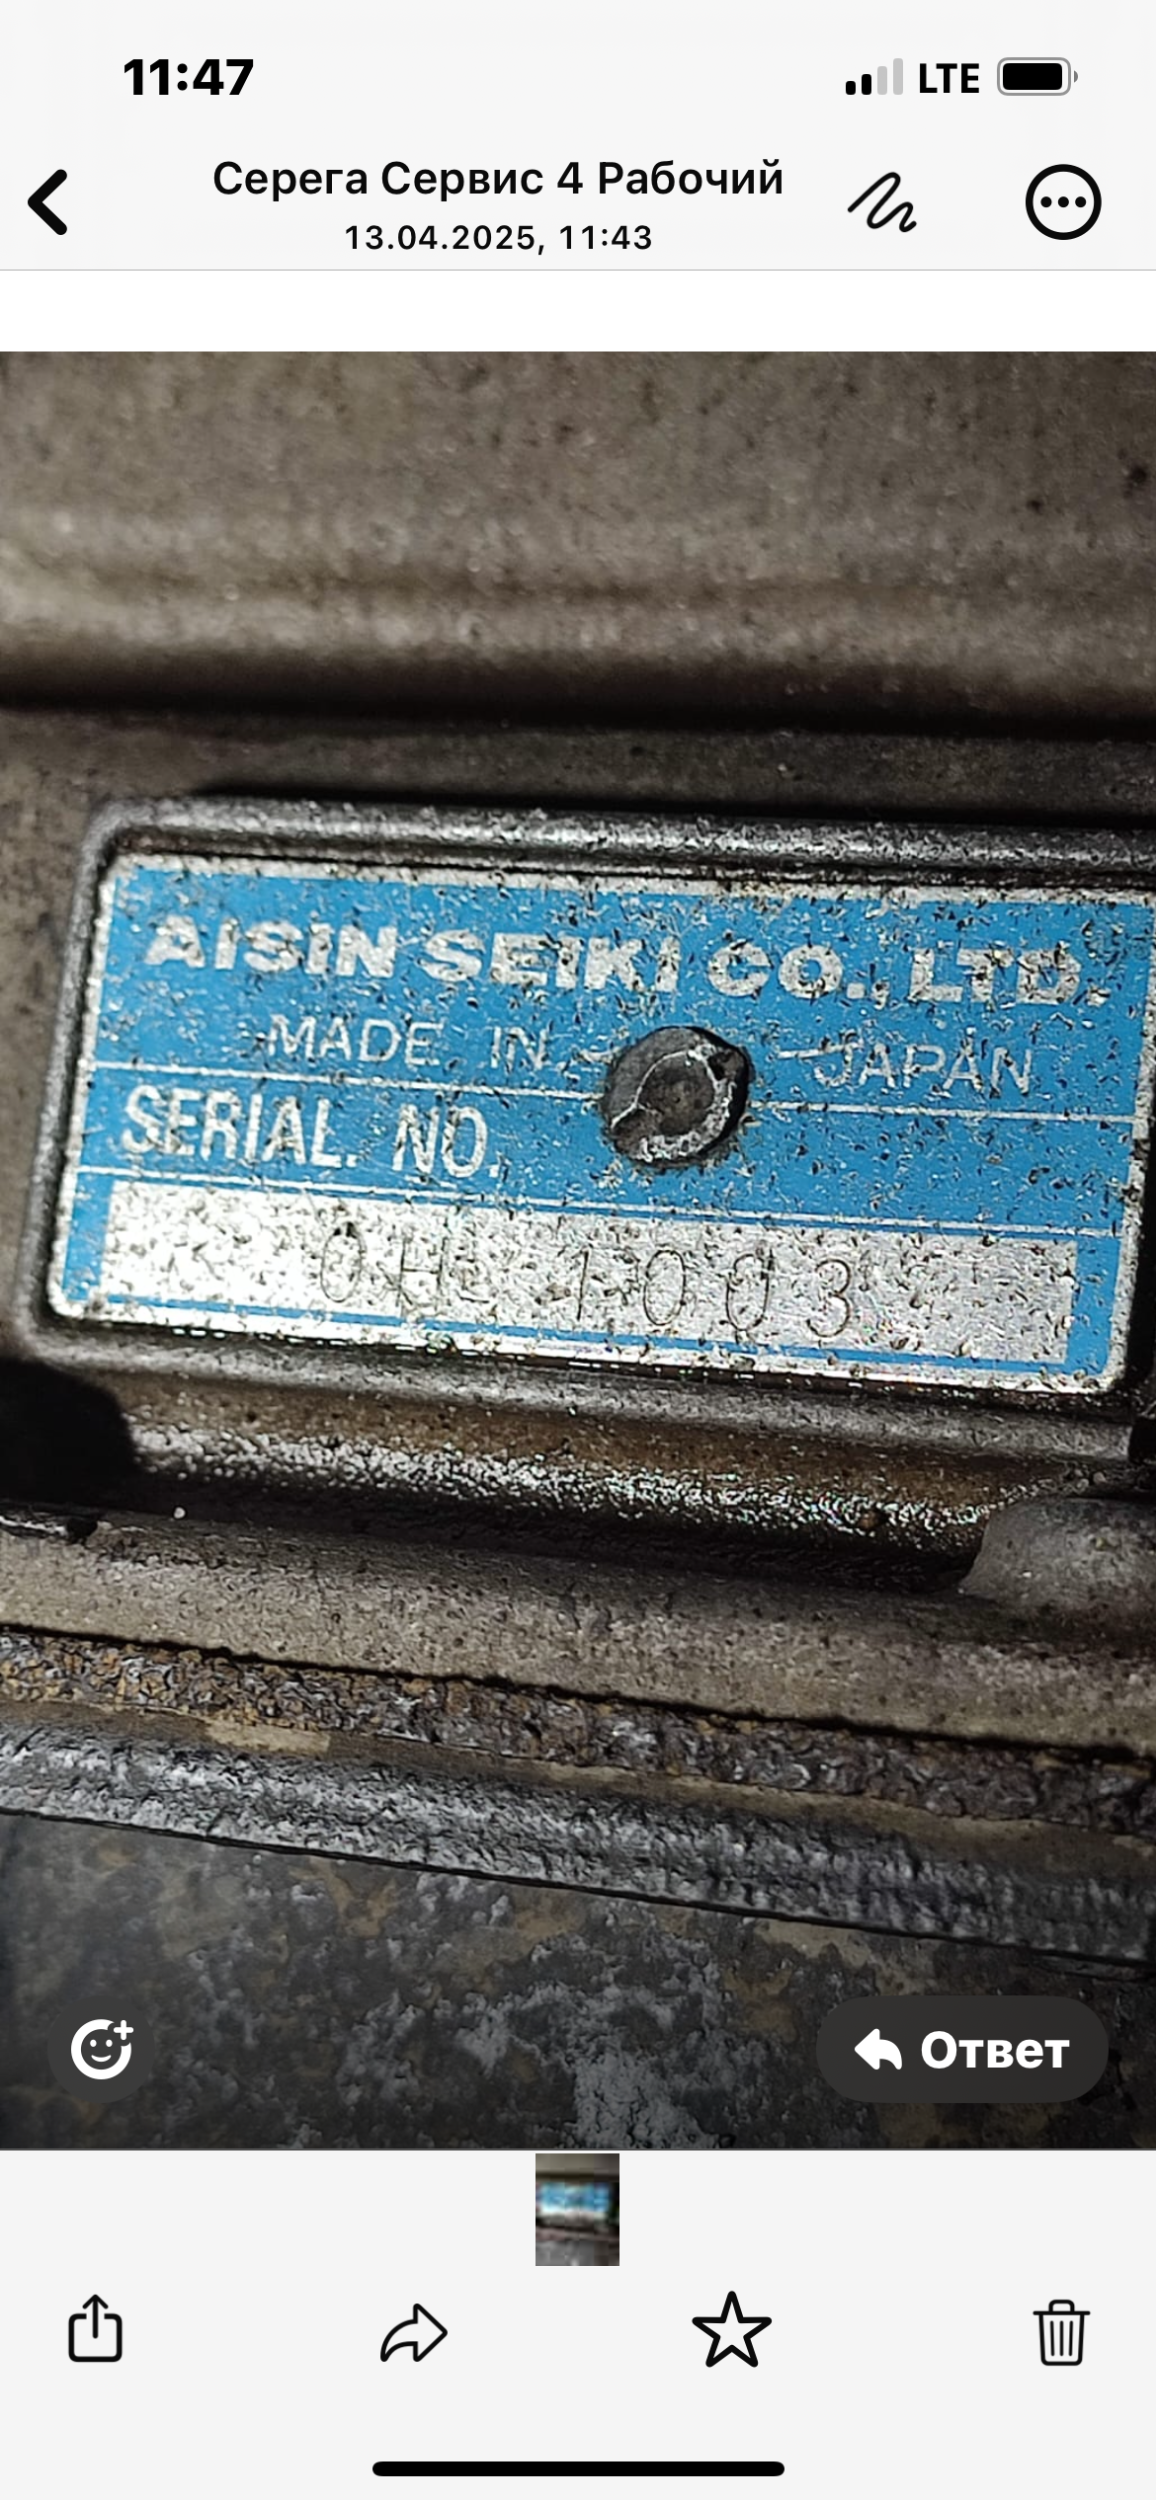 11:47
LTE
Серега Сервис 4 Рабочий
13.04.2025, 11:43
AISIN SEIKI CO., LTD.
MADE IN JAPAN
SERIAL. NO.
1003
Ответ